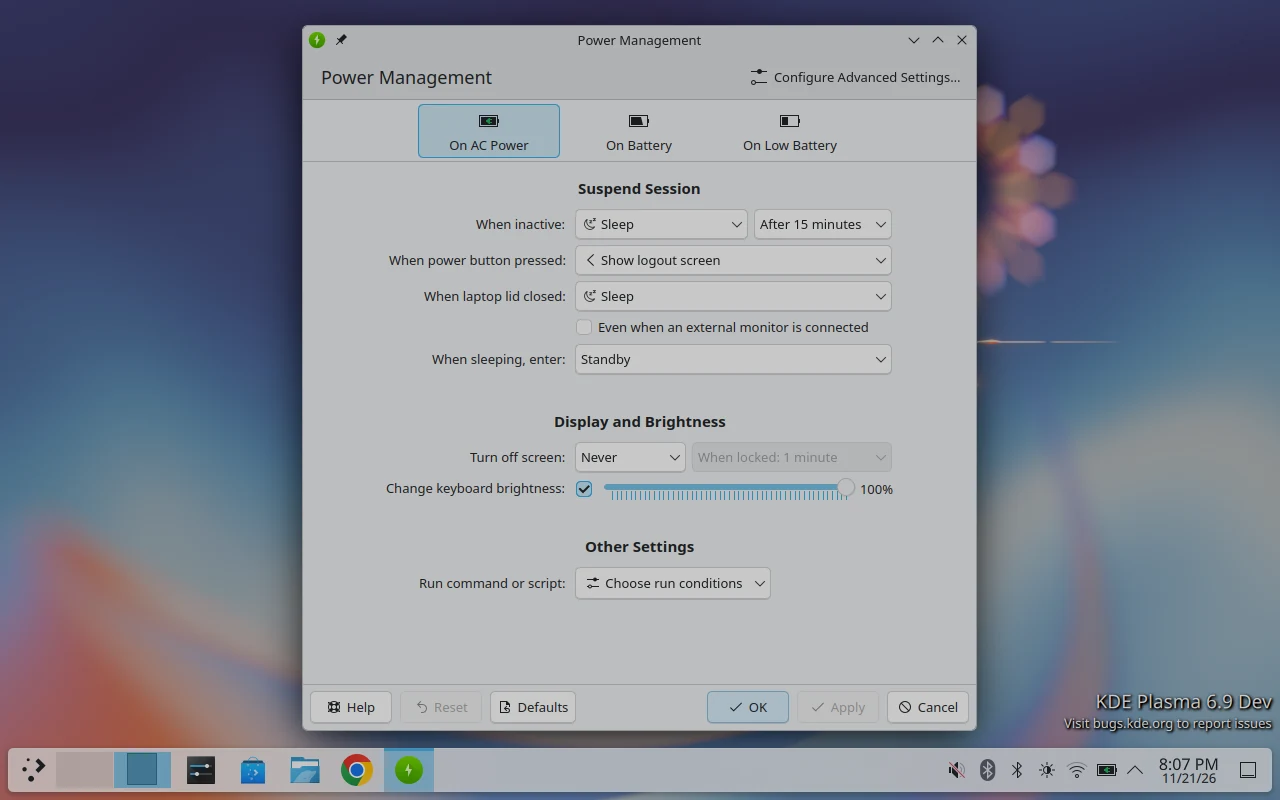 Power Management
Power Management
Configure Advanced Settings...
On AC Power
On Battery
On Low Battery
Suspend Session
When inactive: Sleep After 15 minutes
When power button pressed: Show logout screen
When laptop lid closed: Sleep
Even when an external monitor is connected
When sleeping, enter: Standby
Display and Brightness
Turn off screen: Never When locked: 1 minute
Change keyboard brightness: 100%
Other Settings
Run command or script: Choose run conditions
Help Reset Defaults OK Apply Cancel
KDE Plasma 6.9 Dev
Visit bugs.kde.org to report issues
8:07 PM
11/21/26